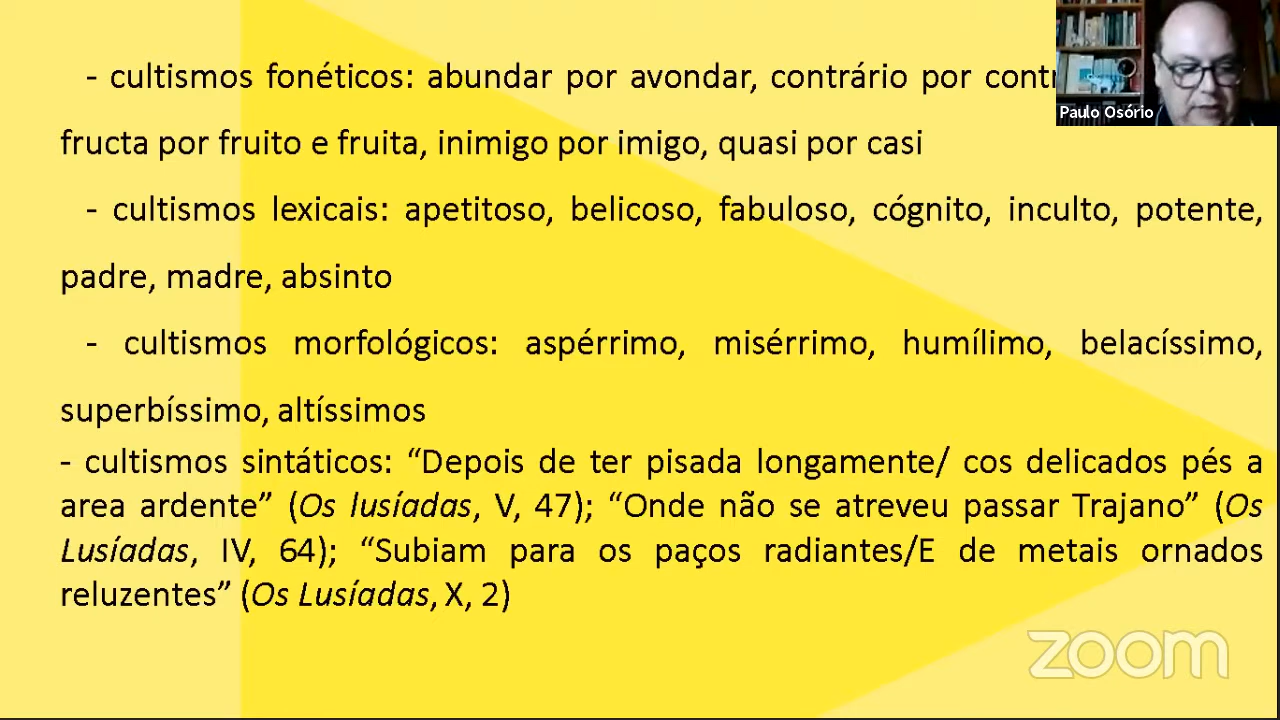 - cultismos fonéticos: abundar por avondar, contrário por
fructa por fruito e fruita, inimigo por imigo, quasi por casi
- cultismos lexicais: apetitoso, belicoso, fabuloso, cógnito, inculto, potente,
padre, madre, absinto
- cultismos morfológicos: aspérrimo, misérrimo, humílimo, belacíssimo,
superbíssimo, altíssimos
- cultismos sintáticos: “Depois de ter pisada longamente/ cos delicados pés a
area ardente” (Os lusíadas, V, 47); “Onde não se atreveu passar Trajano” (Os
Lusíadas, IV, 64); “Subiam para os paços radiantes/E de metais ornados
reluzentes” (Os Lusíadas, X, 2)
Paulo Osório
zoom